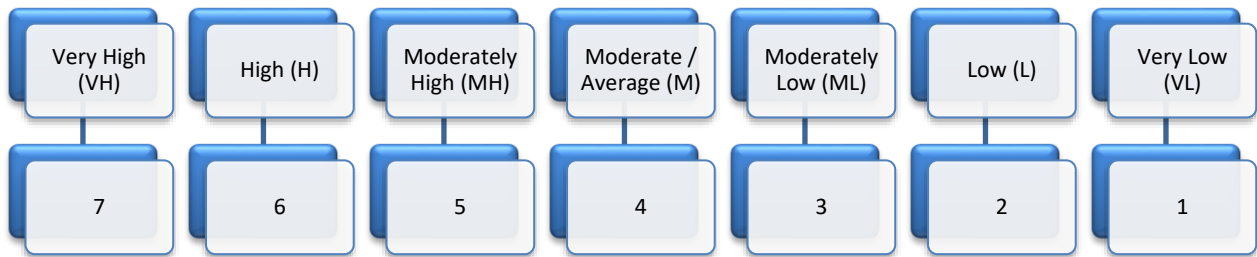 Very High
(VH)
High (H)
Moderately
High (MH)
Moderate /
Average (M)
Moderately
Low (ML)
Low (L)
Very Low
(VL)
7
6
5
4
3
2
1